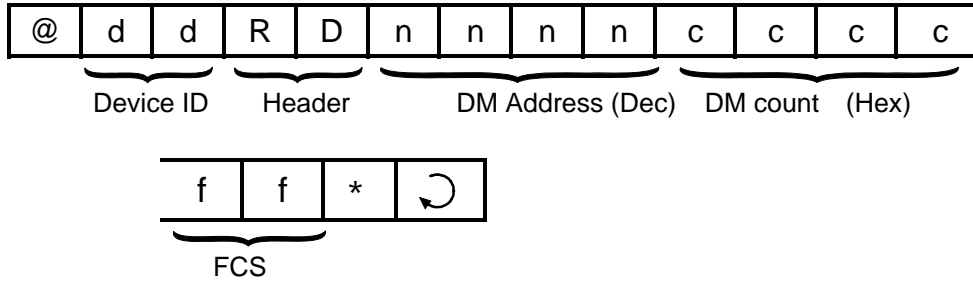 @ d d R D n n n n c c c c
Device ID Header DM Address (Dec) DM count (Hex)
f f *
FCS